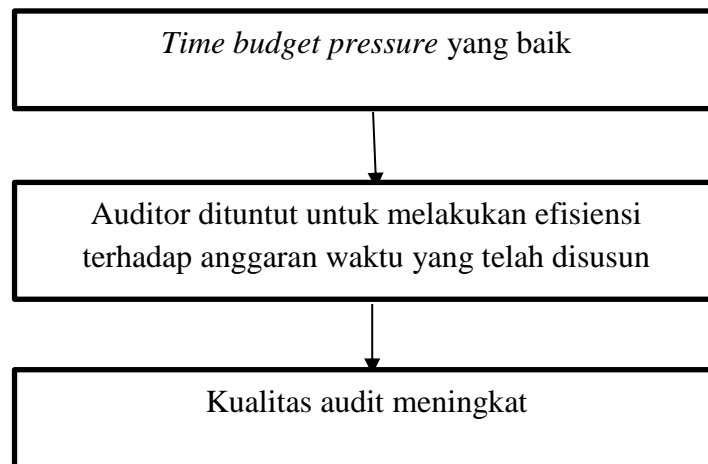 Time budget pressure yang baik
Auditor dituntut untuk melakukan efisiensi
terhadap anggaran waktu yang telah disusun
Kualitas audit meningkat